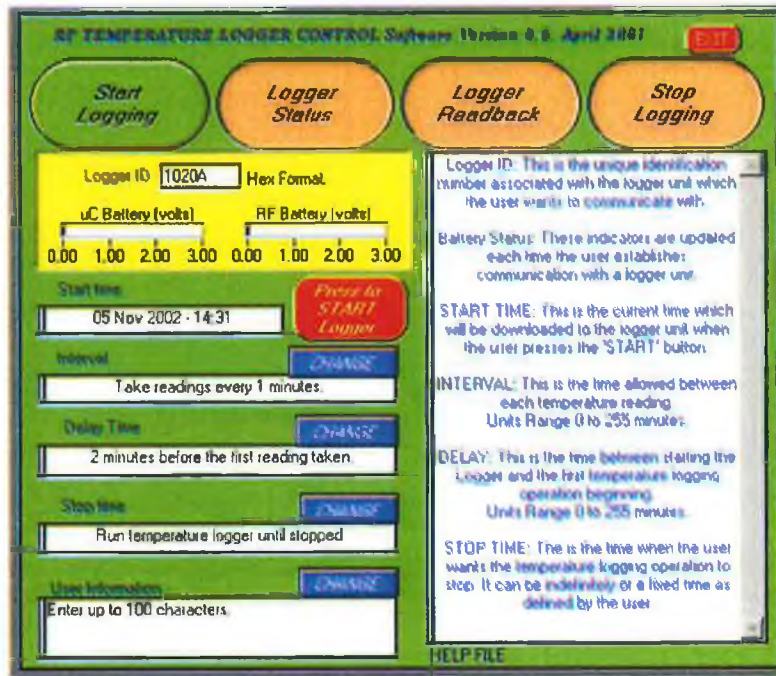 RF TEMPERATURE LOGGER CONTROL Software Version 0.6 April 2001
EXIT
Start
Logging
Logger
Status
Logger
Readback
Stop
Logging
Logger ID 1020A Hex Format
uC Battery (volts) RF Battery (volts)
0.00 1.00 2.00 3.00 0.00 1.00 2.00 3.00
Start time
05 Nov 2002 - 14:31
Press to
START
Logger
Interval
CHANGE
Take readings every 1 minutes.
Delay Time
CHANGE
2 minutes before the first reading taken
Stop time
CHANGE
Run temperature logger until stopped
User Information
CHANGE
Enter up to 100 characters.
Logger ID: This is the unique identification
number associated with the logger unit which
the user wants to communicate with.
Battery Status: These indicators are updated
each time the user establishes
communication with a logger unit.
START TIME: This is the current time which
will be downloaded to the logger unit when
the user presses the 'START' button.
INTERVAL: This is the time allowed between
each temperature reading
Units Range 0 to 255 minutes.
DELAY: This is the time between starting the
Logger and the first temperature logging
operation beginning.
Units Range 0 to 255 minutes.
STOP TIME: The is the time when the user
wants the temperature logging operation to
stop. It can be indefinitely or a fixed time as
defined by the user
HELP FILE